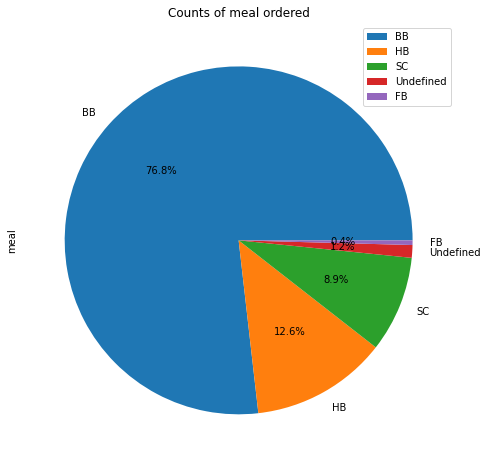 Counts of meal ordered
BB
HB
SC
Undefined
FB
BB
76.8%
meal
0.4%
1.2%
FB
Undefined
8.9%
SC
12.6%
HB